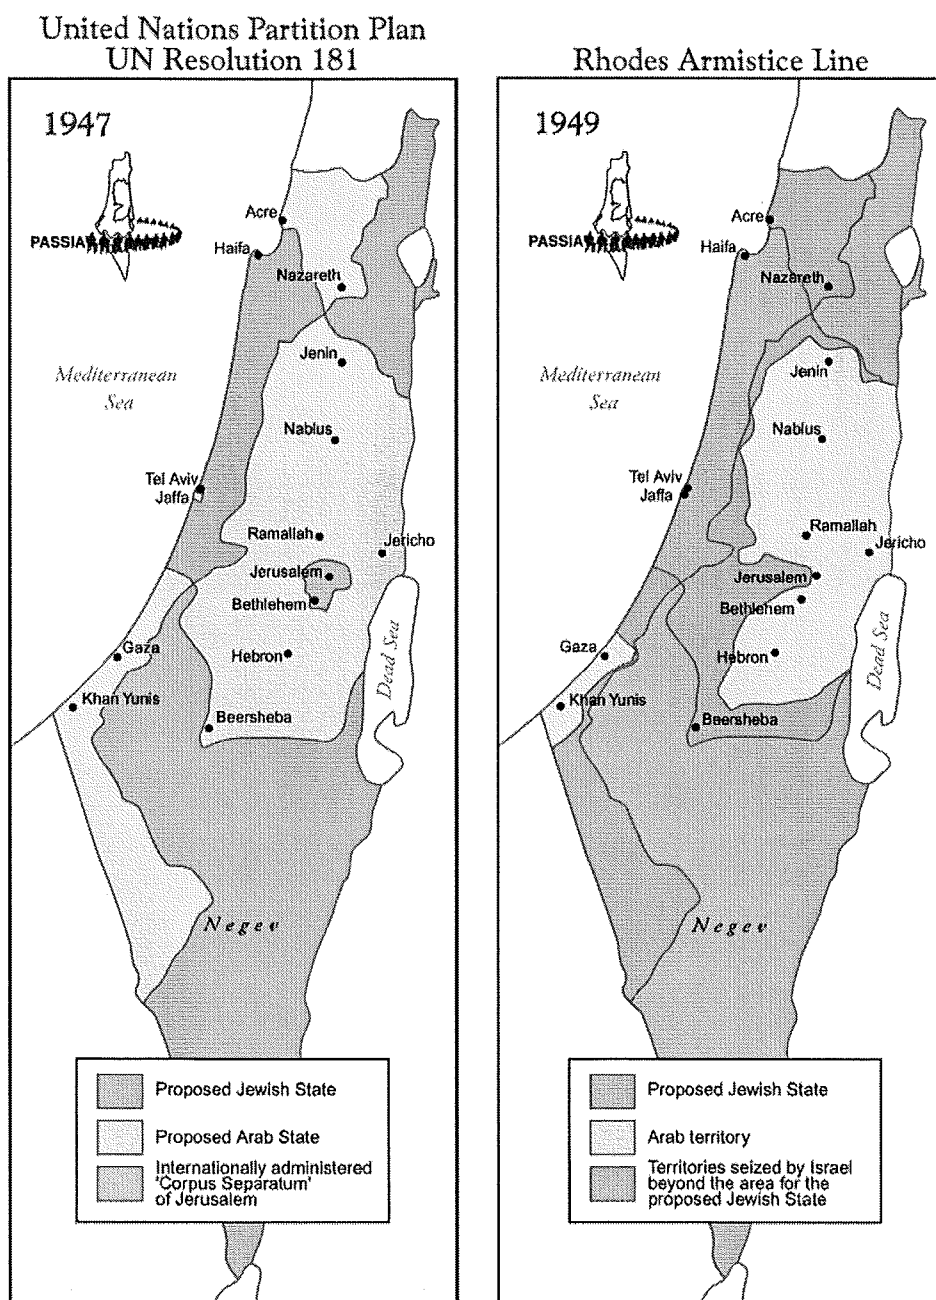 United Nations Partition Plan
UN Resolution 181
1947
PASSIA
Acre
Haifa
Nazareth
Mediterranean
Sea
Jenin
Nablus
Tel Aviv
Jaffa
Ramallah
Jericho
Jerusalem
Bethlehem
Gaza
Hebron
Dead Sea
Khan Yunis
Beersheba
Negev
Proposed Jewish State
Proposed Arab State
Internationally administered
'Corpus Separatum'
of Jerusalem
Rhodes Armistice Line
1949
PASSIA
Acre
Haifa
Nazareth
Mediterranean
Sea
Jenin
Nablus
Tel Aviv
Jaffa
Ramallah
Jericho
Jerusalem
Bethlehem
Gaza
Hebron
Dead Sea
Khan Yunis
Beersheba
Negev
Proposed Jewish State
Arab territory
Territories seized by Israel
beyond the area for the
proposed Jewish State